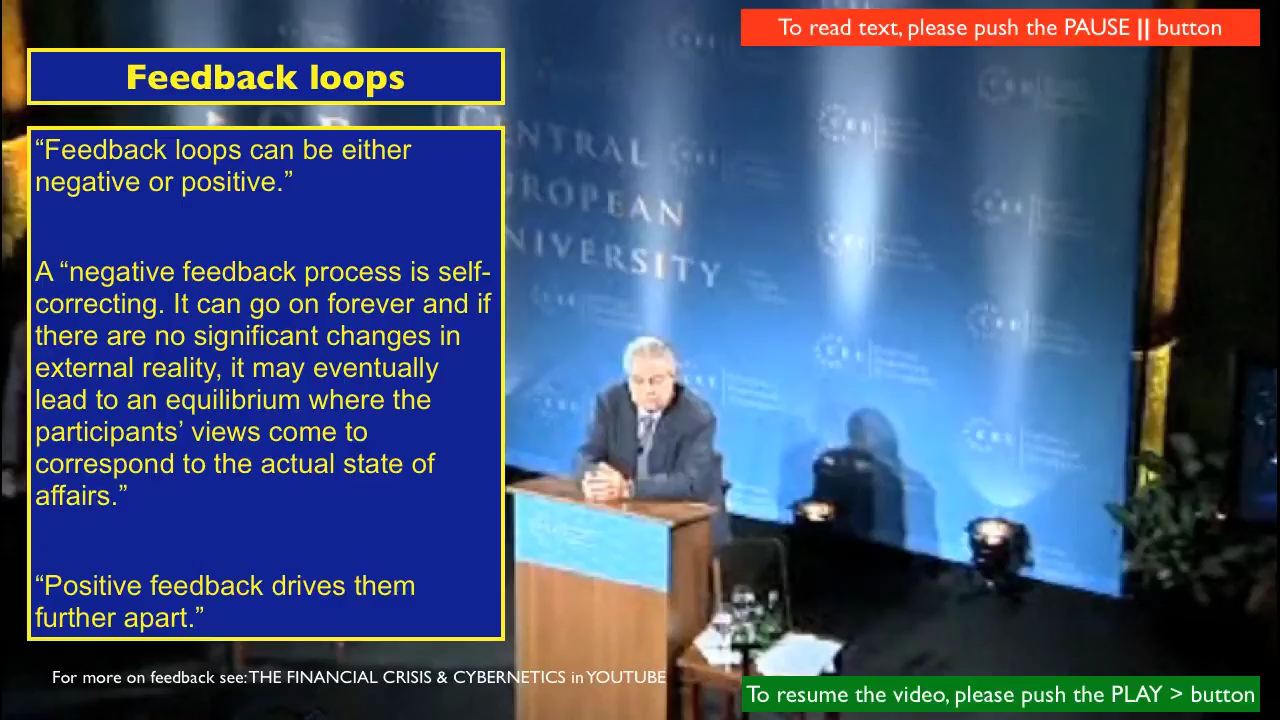 To read text, please push the PAUSE || button
Feedback loops
“Feedback loops can be either
negative or positive.”
A “negative feedback process is self-
correcting. It can go on forever and if
there are no significant changes in
external reality, it may eventually
lead to an equilibrium where the
participants’ views come to
correspond to the actual state of
affairs.”
“Positive feedback drives them
further apart.”
CENTRAL
EUROPEAN
UNIVERSITY
For more on feedback see: THE FINANCIAL CRISIS & CYBERNETICS in YOUTUBE
To resume the video, please push the PLAY > button